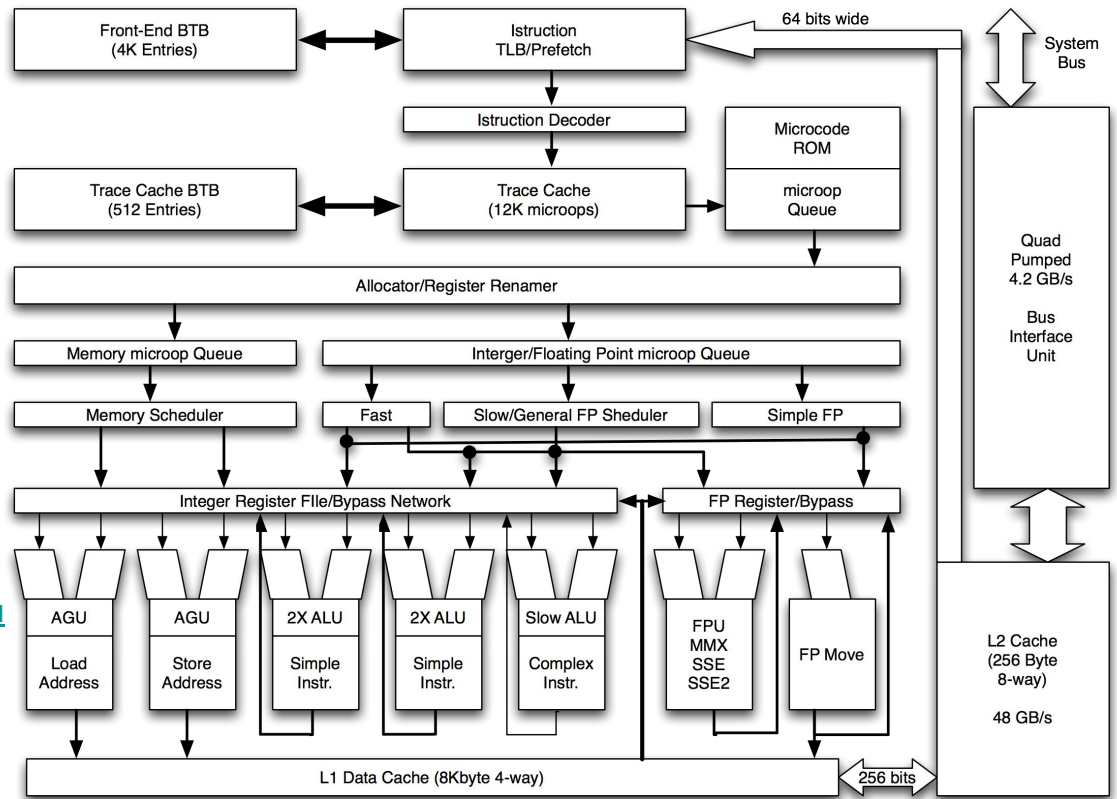 Front-End BTB
(4K Entries)
Istruction
TLB/Prefetch
64 bits wide
System
Bus
Istruction Decoder
Microcode
ROM
Trace Cache BTB
(512 Entries)
Trace Cache
(12K microops)
microop
Queue
Quad
Pumped
4.2 GB/s
Bus
Interface
Unit
Allocator/Register Renamer
Memory microop Queue
Interger/Floating Point microop Queue
Memory Scheduler
Fast
Slow/General FP Sheduler
Simple FP
Integer Register FIle/Bypass Network
FP Register/Bypass
AGU
Load
Address
AGU
Store
Address
2X ALU
Simple
Instr.
2X ALU
Simple
Instr.
Slow ALU
Complex
Instr.
FPU
MMX
SSE
SSE2
FP Move
L2 Cache
(256 Byte
8-way)
48 GB/s
L1 Data Cache (8Kbyte 4-way)
256 bits